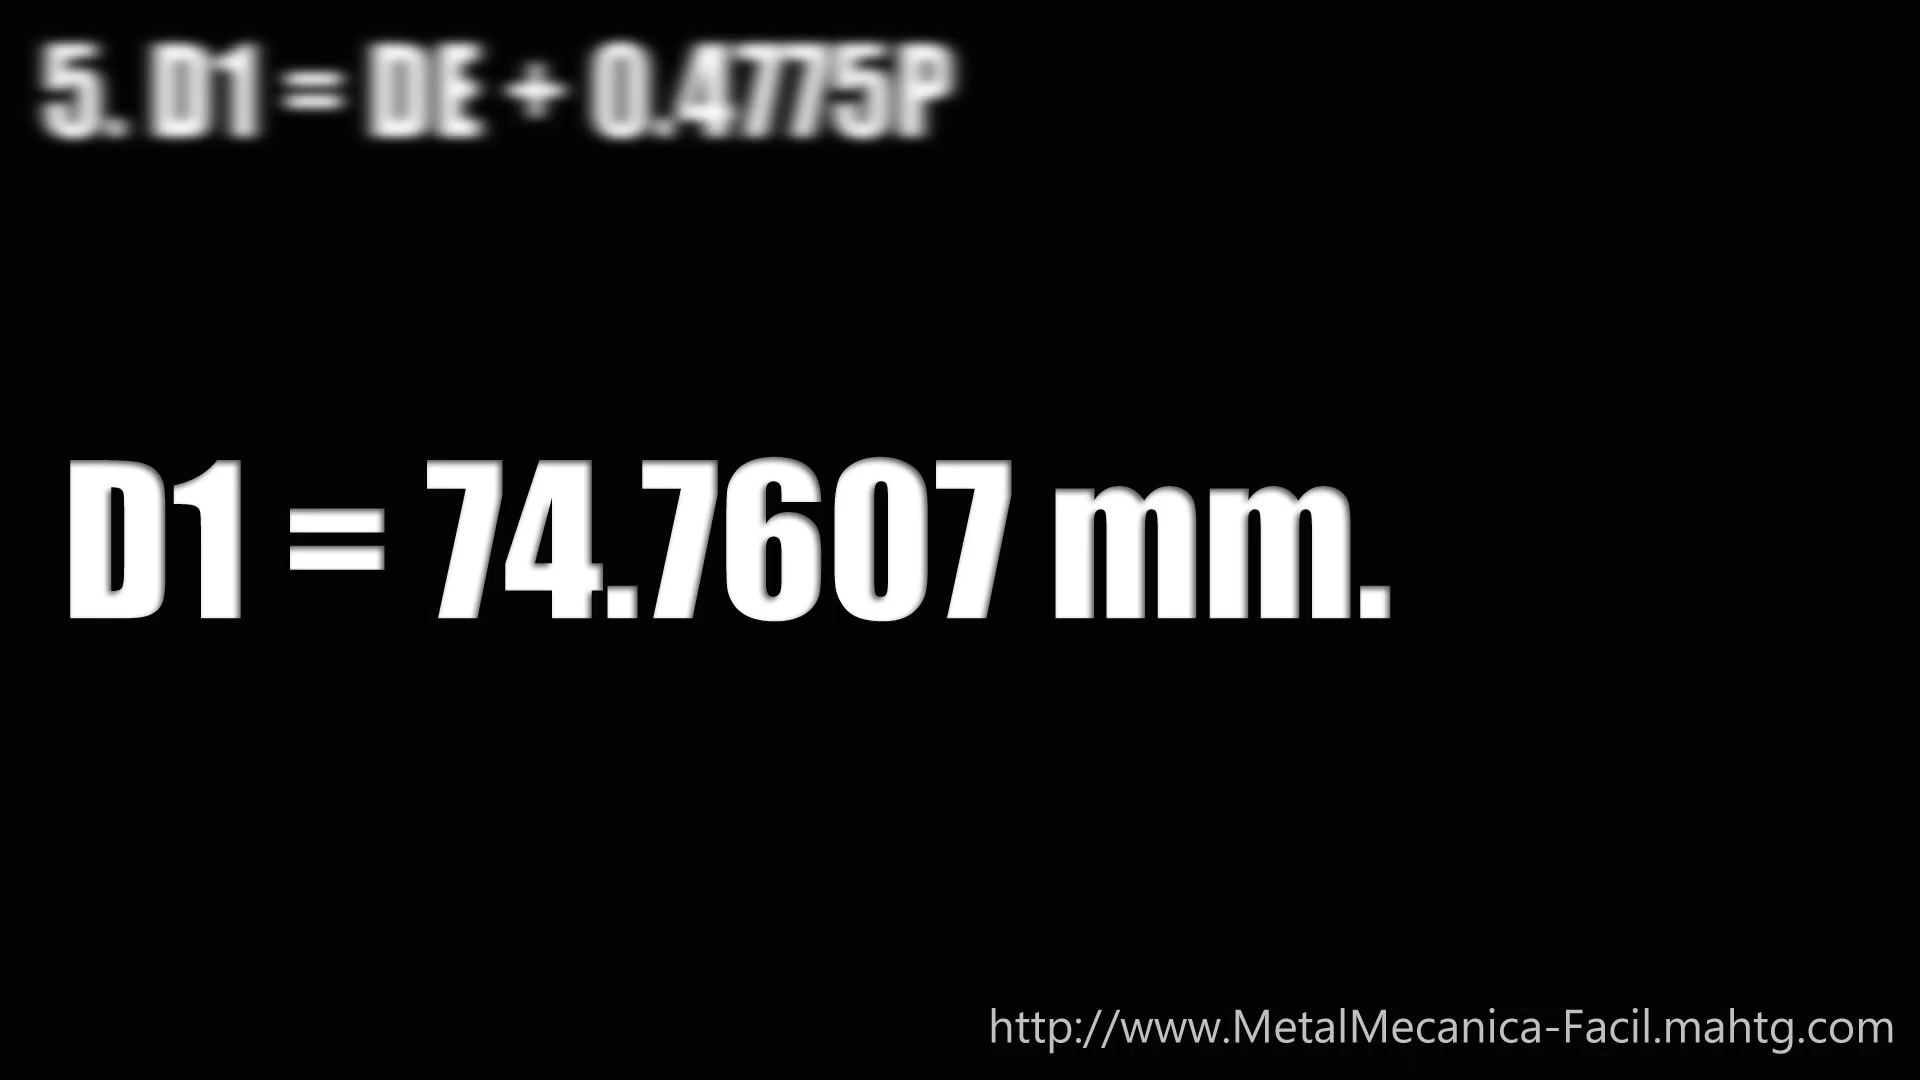 5. D1 = DE + 0.4775P
D1 = 74.7607 mm.
http://www.MetalMecanica-Facil.mahtg.com